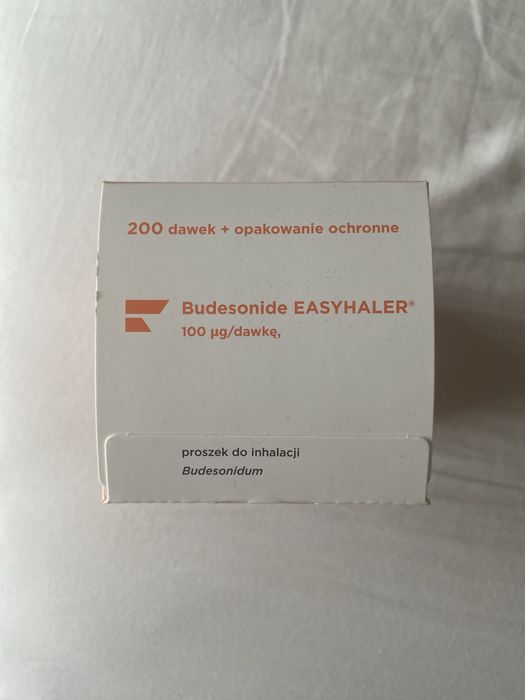 200 dawek + opakowanie ochronne
Budesonide EASYHALER®
100 µg/dawkę,
proszek do inhalacji
Budesonidum